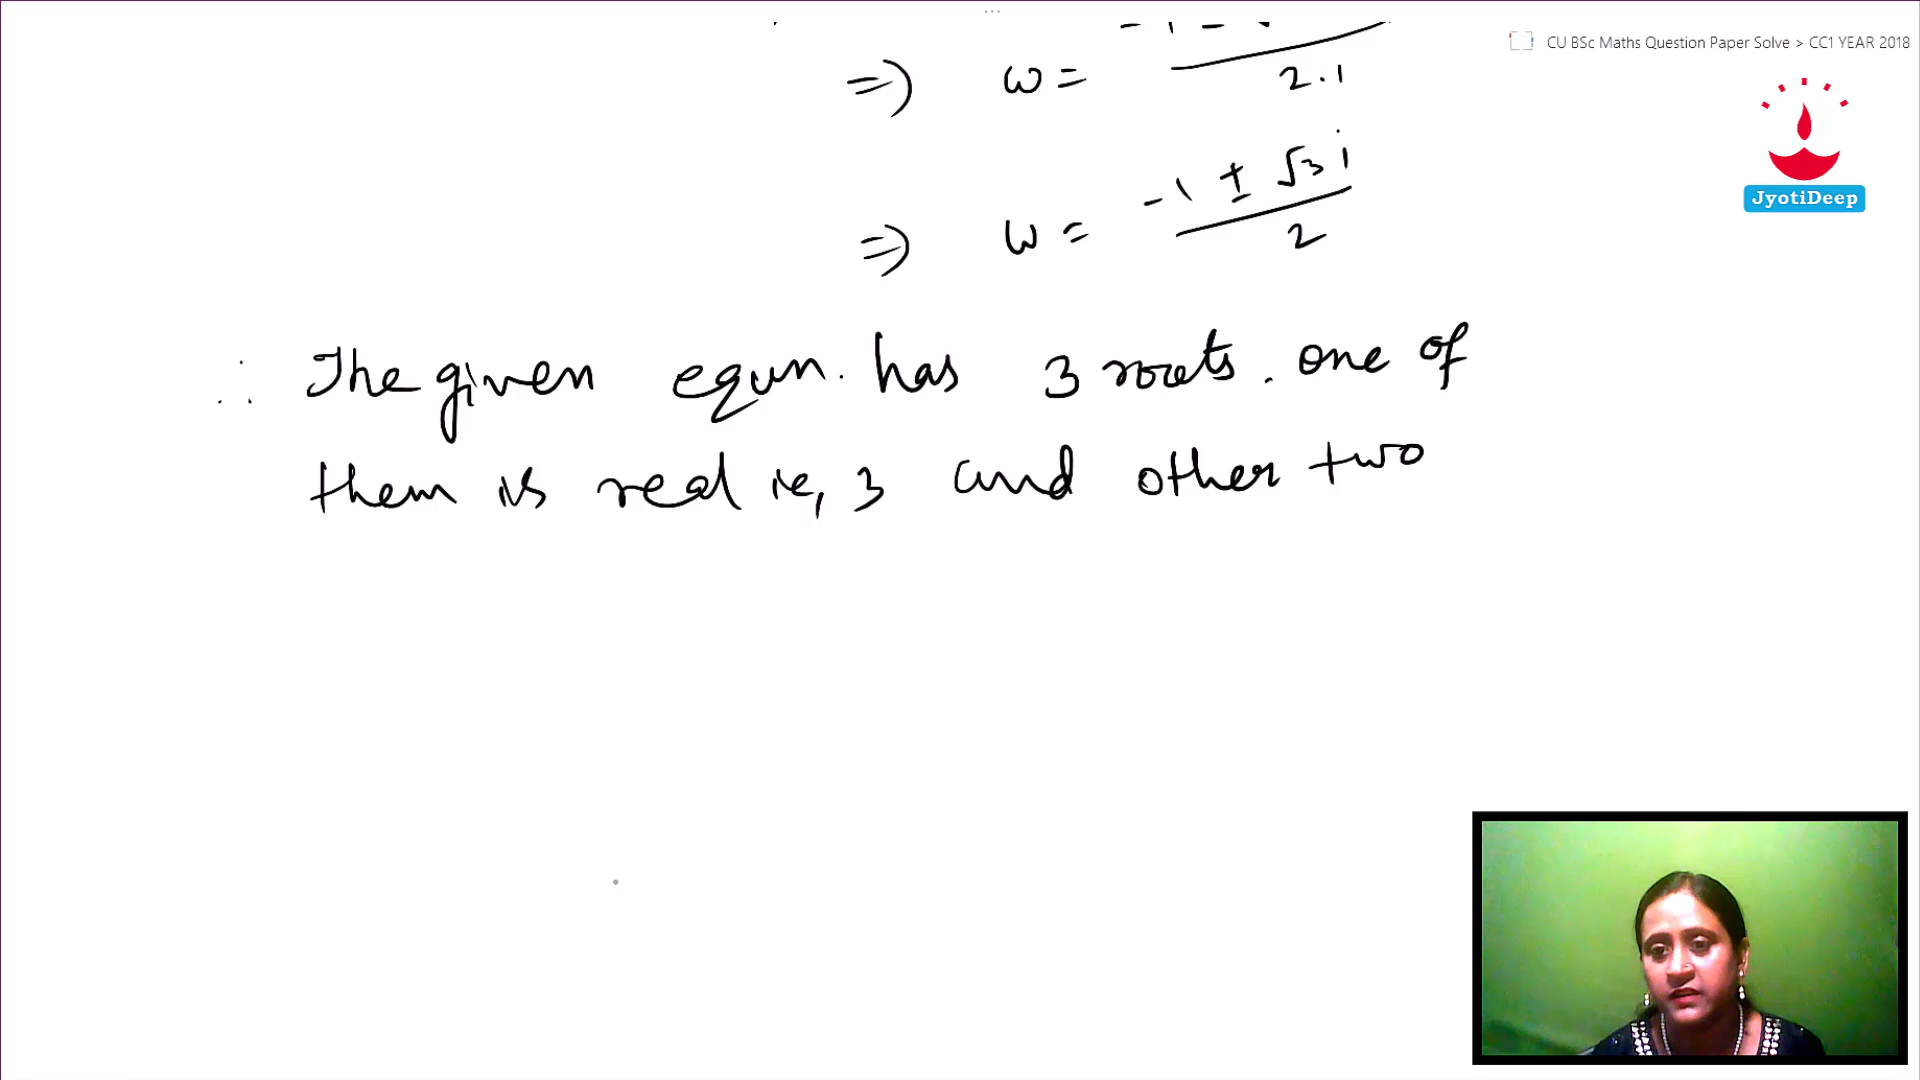 CU BSc Maths Question Paper Solve > CC1 YEAR 2018
=> ω = 2.1
JyotiDeep
=> ω = (-1 ± √3 i)/2
∴ The given equn. has 3 roots. one of
them is real ie, 3 and other two